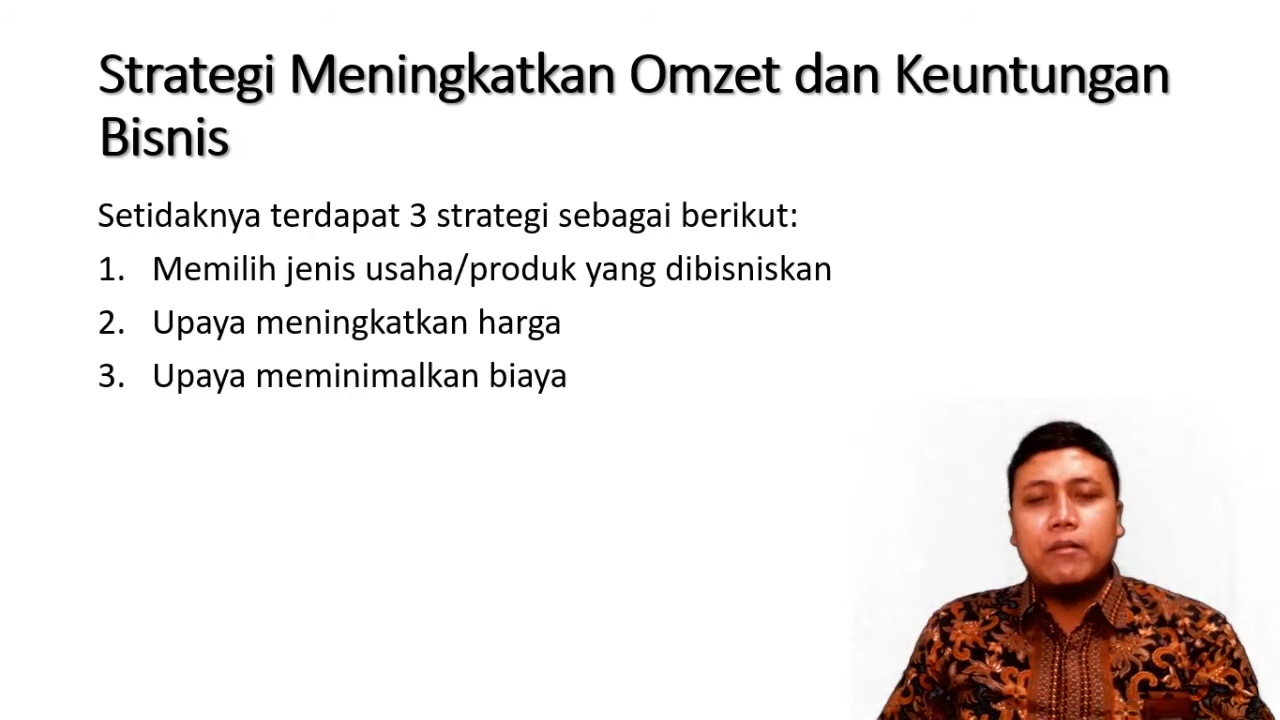 Strategi Meningkatkan Omzet dan Keuntungan
Bisnis
Setidaknya terdapat 3 strategi sebagai berikut:
1. Memilih jenis usaha/produk yang dibisniskan
2. Upaya meningkatkan harga
3. Upaya meminimalkan biaya